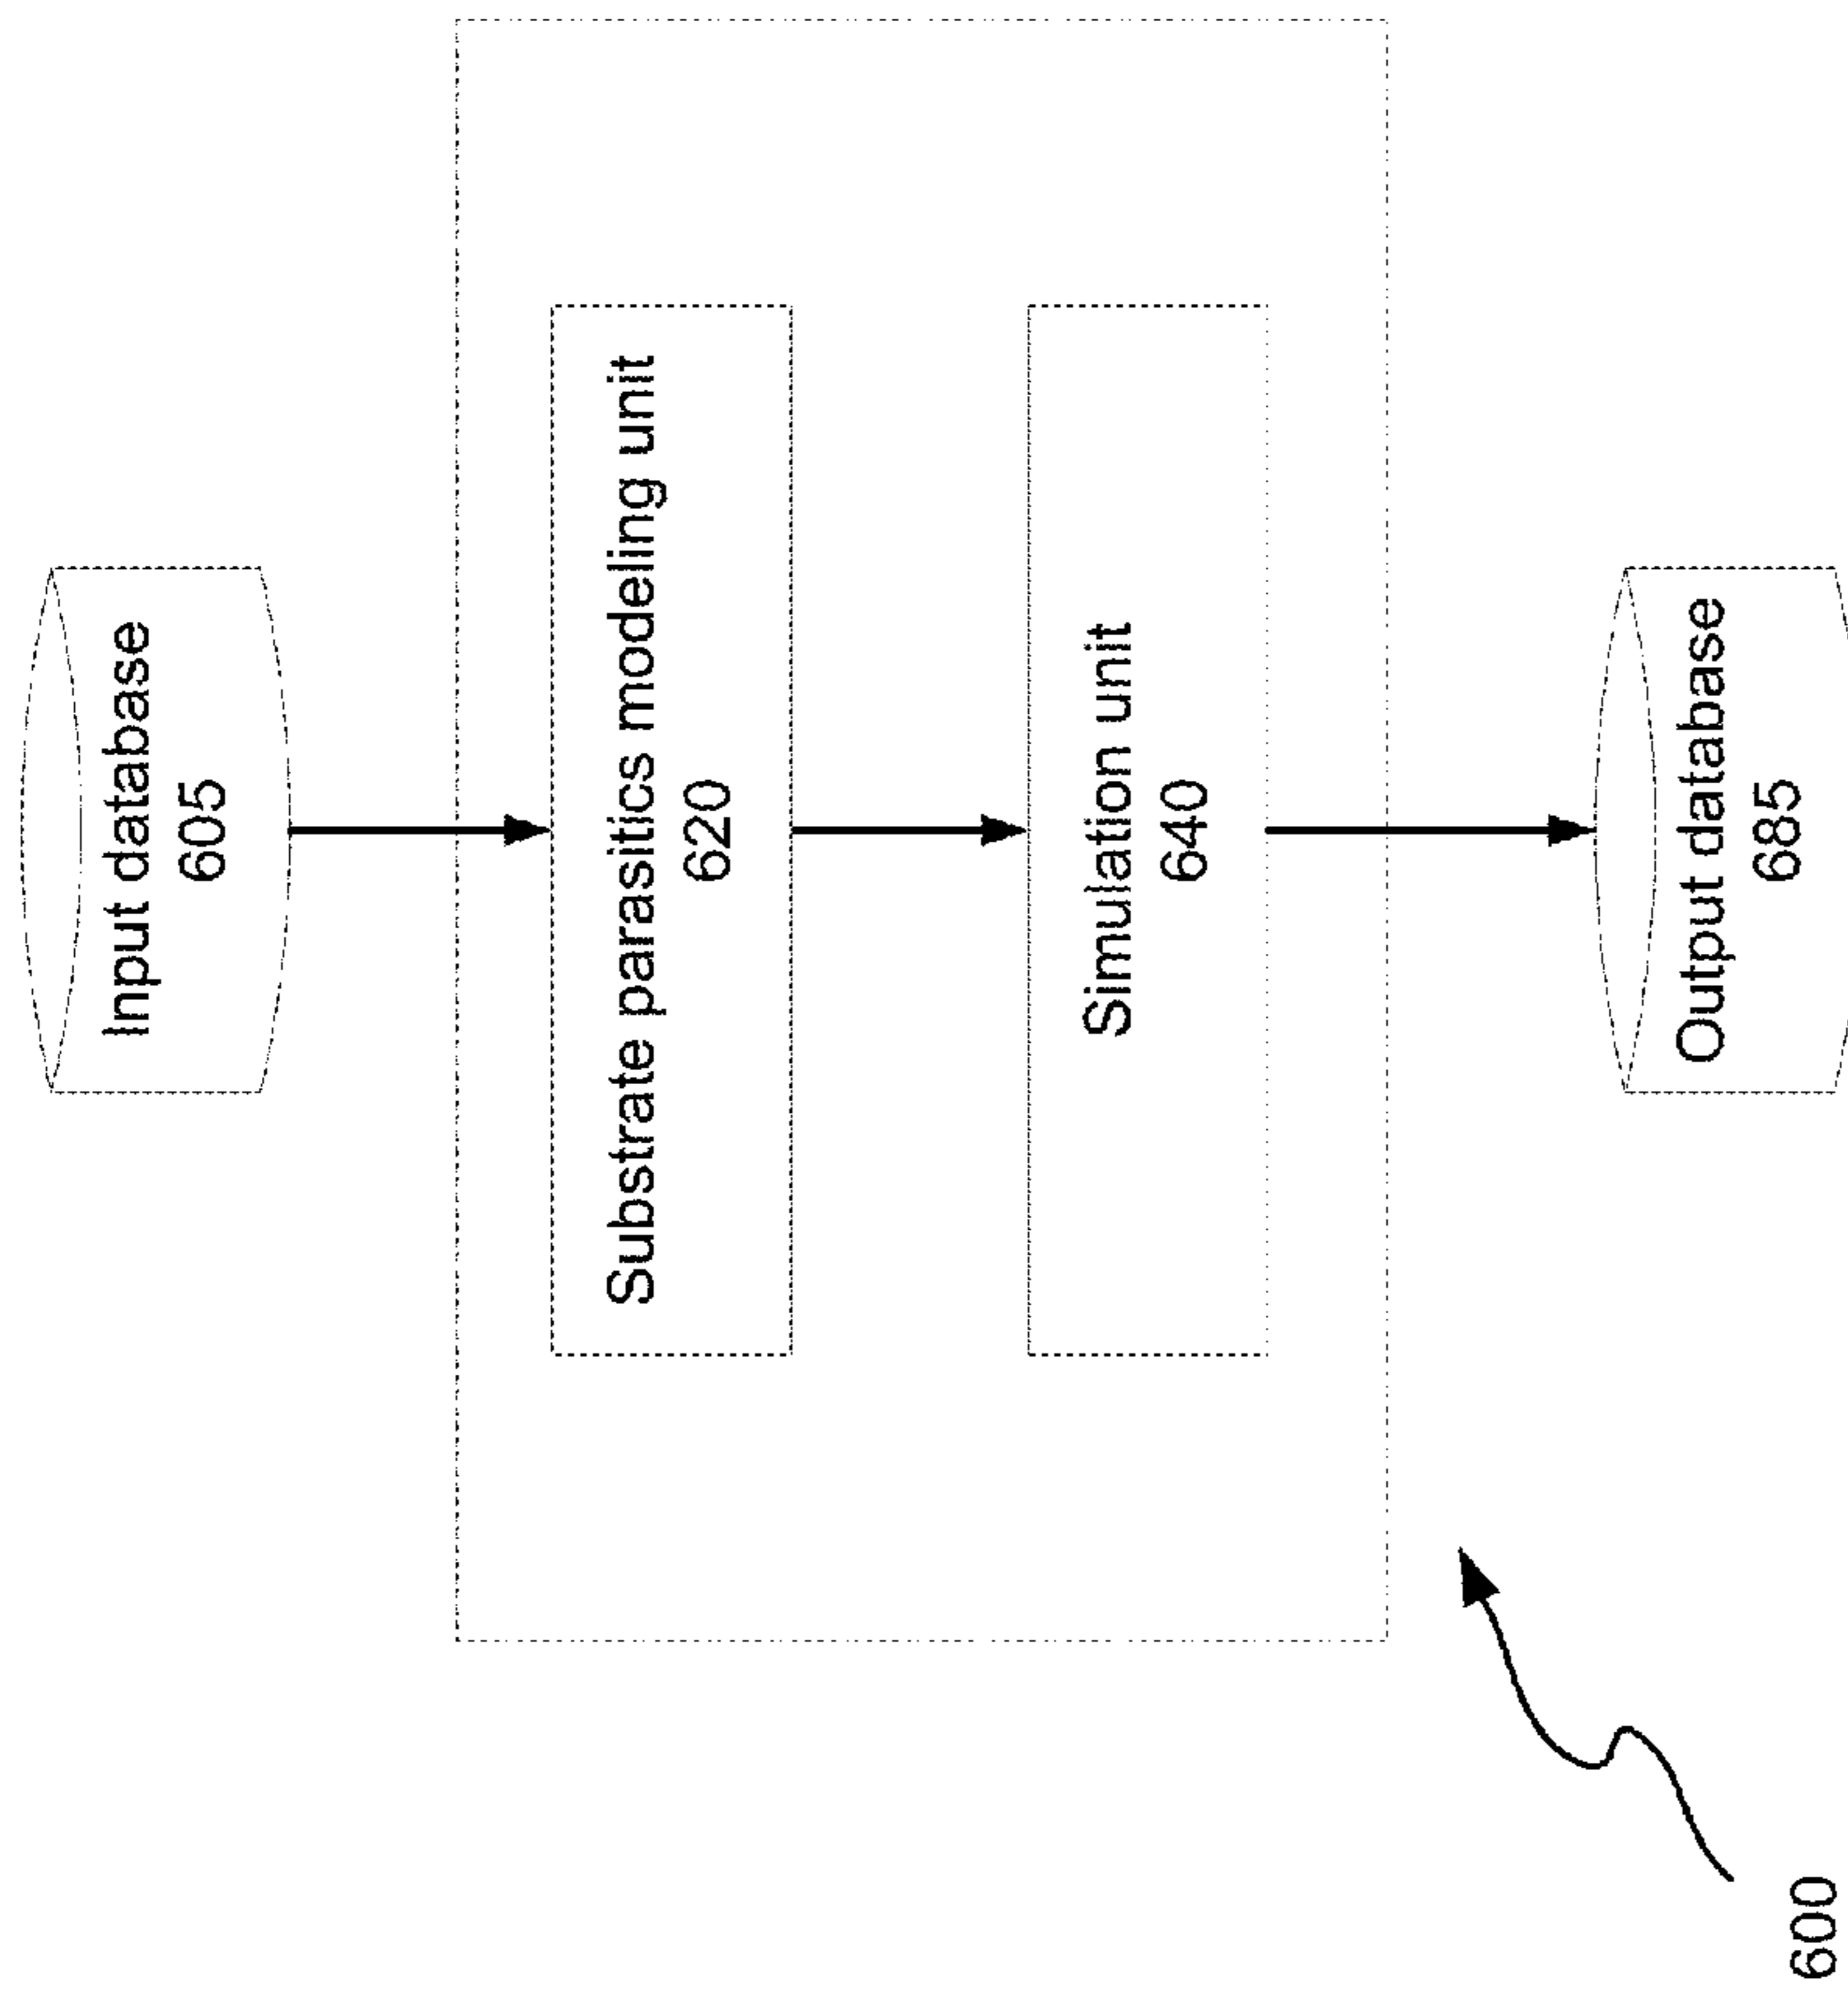 Input database
605
Substrate parasitics modeling unit
620
Simulation unit
640
Output database
685
600